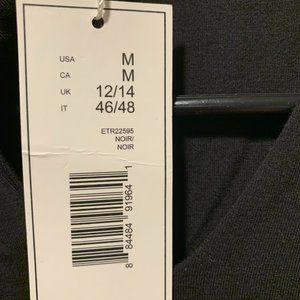 USA M
CA M
UK 12/14
IT 46/48
ETR22595
NOIR/
NOIR
8 84484 91964 1